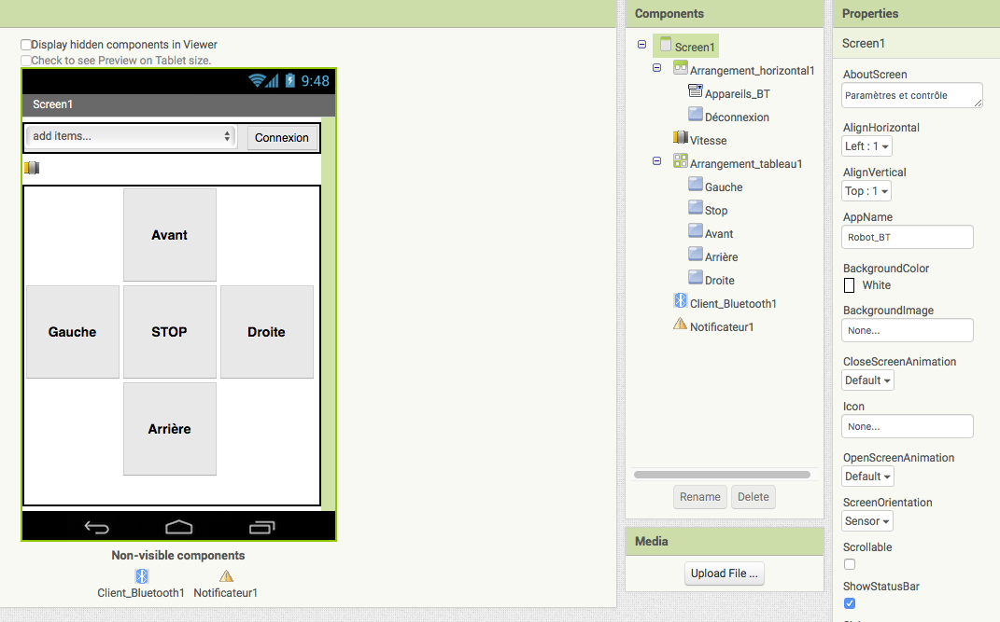 Display hidden components in Viewer
Check to see Preview on Tablet size.
9:48
Screen1
add items...
Connexion
Avant
Gauche
STOP
Droite
Arrière
Non-visible components
Client_Bluetooth1
Notificateur1
Components
Screen1
Arrangement_horizontal1
Appareils_BT
Déconnexion
Vitesse
Arrangement_tableau1
Gauche
Stop
Avant
Arrière
Droite
Client_Bluetooth1
Notificateur1
Rename
Delete
Media
Upload File ...
Properties
Screen1
AboutScreen
Paramètres et contrôle
AlignHorizontal
Left : 1
AlignVertical
Top : 1
AppName
Robot_BT
BackgroundColor
White
BackgroundImage
None...
CloseScreenAnimation
Default
Icon
None...
OpenScreenAnimation
Default
ScreenOrientation
Sensor
Scrollable
ShowStatusBar